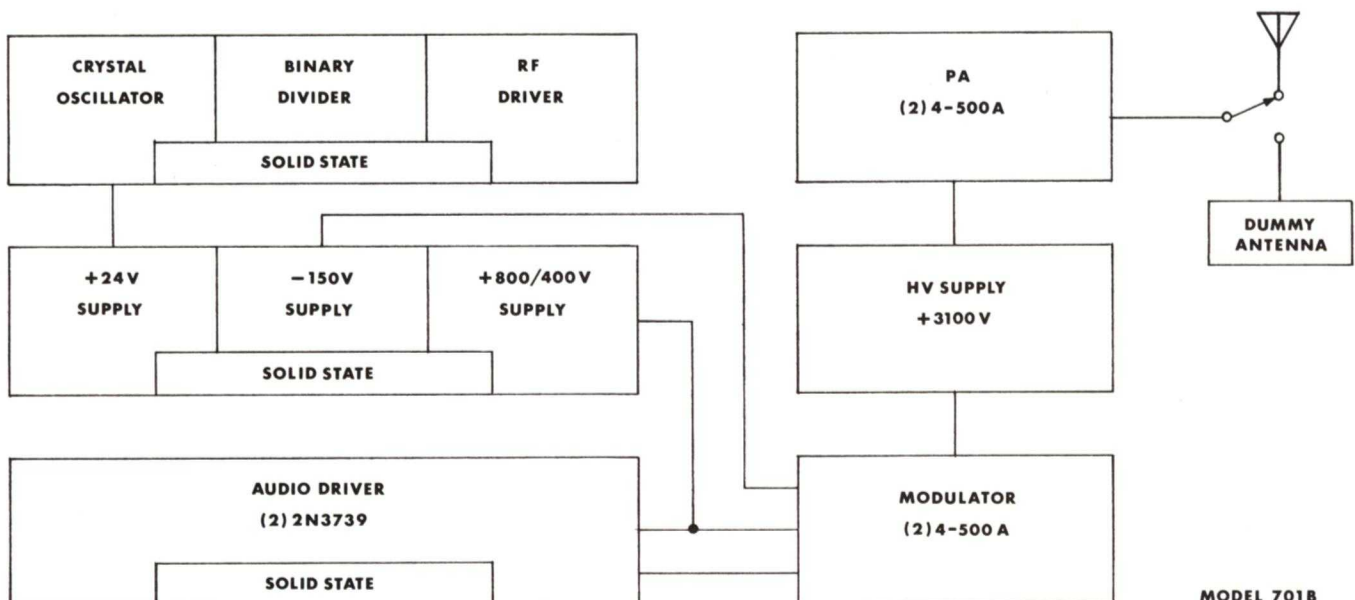 CRYSTAL
OSCILLATOR
BINARY
DIVIDER
RF
DRIVER
SOLID STATE
PA
(2) 4-500A
DUMMY
ANTENNA
+24V
SUPPLY
-150V
SUPPLY
+800/400V
SUPPLY
SOLID STATE
HV SUPPLY
+3100V
AUDIO DRIVER
(2) 2N3739
SOLID STATE
MODULATOR
(2) 4-500A
MODEL 701B